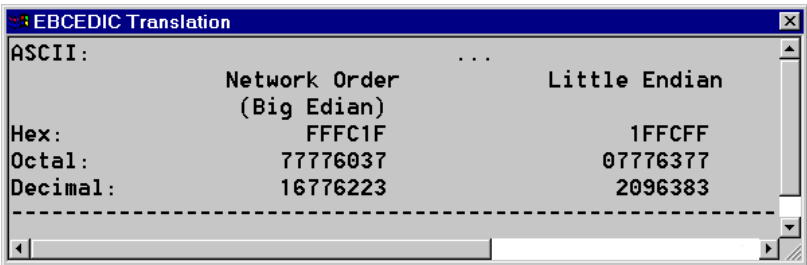 EBCEDIC Translation
ASCII: ...
Network Order Little Endian
(Big Edian)
Hex: FFFC1F 1FFCFF
Octal: 77776037 07776377
Decimal: 16776223 2096383
------------------------------------------------------------